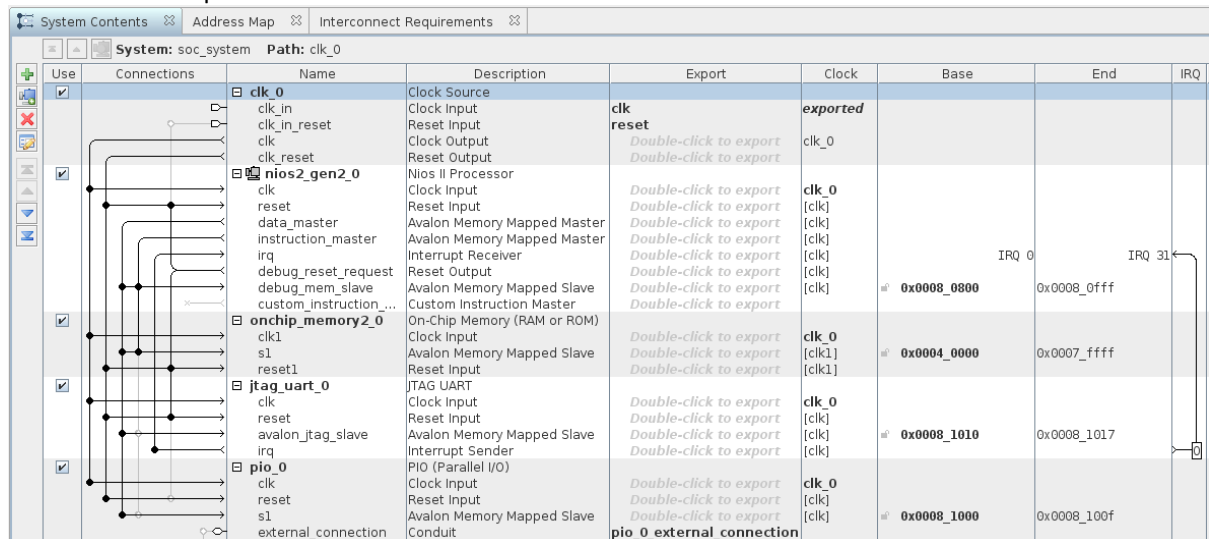 System Contents Address Map Interconnect Requirements
System: soc_system Path: clk_0
Use Connections Name Description Export Clock Base End IRQ
clk_0 Clock Source
clk_in Clock Input clk exported
clk_in_reset Reset Input reset
clk Clock Output Double-click to export clk_0
clk_reset Reset Output Double-click to export
nios2_gen2_0 Nios II Processor
clk Clock Input Double-click to export clk_0
reset Reset Input Double-click to export [clk]
data_master Avalon Memory Mapped Master Double-click to export [clk]
instruction_master Avalon Memory Mapped Master Double-click to export [clk]
irq Interrupt Receiver Double-click to export [clk] IRQ 0 IRQ 31
debug_reset_request Reset Output Double-click to export [clk]
debug_mem_slave Avalon Memory Mapped Slave Double-click to export [clk] 0x0008_0800 0x0008_0fff
custom_instruction_... Custom Instruction Master Double-click to export
onchip_memory2_0 On-Chip Memory (RAM or ROM)
clk1 Clock Input Double-click to export clk_0
s1 Avalon Memory Mapped Slave Double-click to export [clk1] 0x0004_0000 0x0007_ffff
reset1 Reset Input Double-click to export [clk1]
jtag_uart_0 JTAG UART
clk Clock Input Double-click to export clk_0
reset Reset Input Double-click to export [clk]
avalon_jtag_slave Avalon Memory Mapped Slave Double-click to export [clk] 0x0008_1010 0x0008_1017
irq Interrupt Sender Double-click to export [clk] 0
pio_0 PIO (Parallel I/O)
clk Clock Input Double-click to export clk_0
reset Reset Input Double-click to export [clk]
s1 Avalon Memory Mapped Slave Double-click to export [clk] 0x0008_1000 0x0008_100f
external_connection Conduit pio_0_external_connection